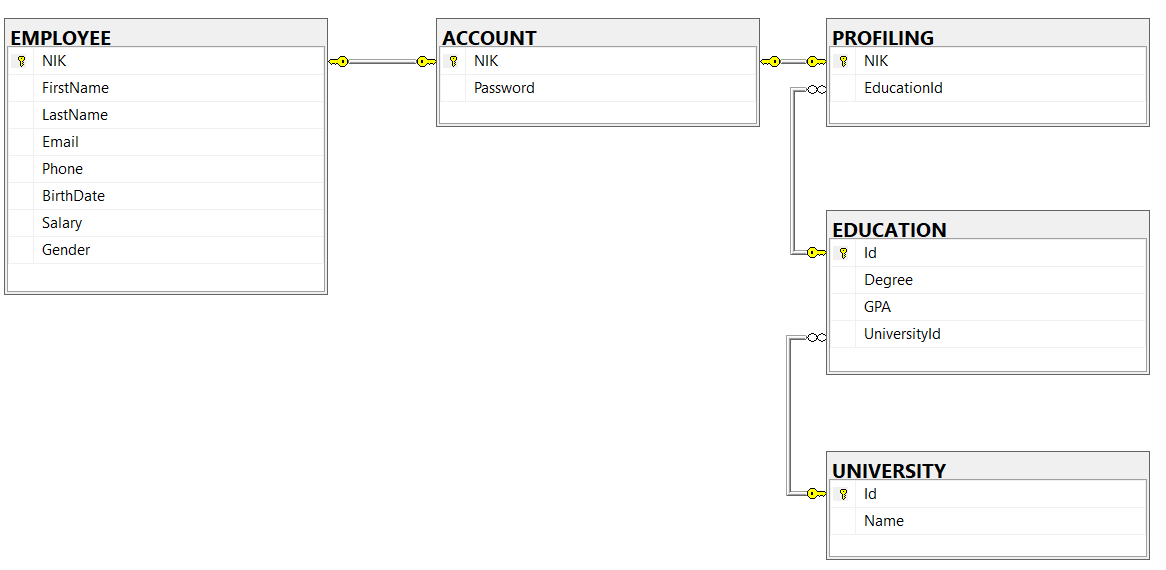 EMPLOYEE
NIK
FirstName
LastName
Email
Phone
BirthDate
Salary
Gender
ACCOUNT
NIK
Password
PROFILING
NIK
EducationId
EDUCATION
Id
Degree
GPA
UniversityId
UNIVERSITY
Id
Name